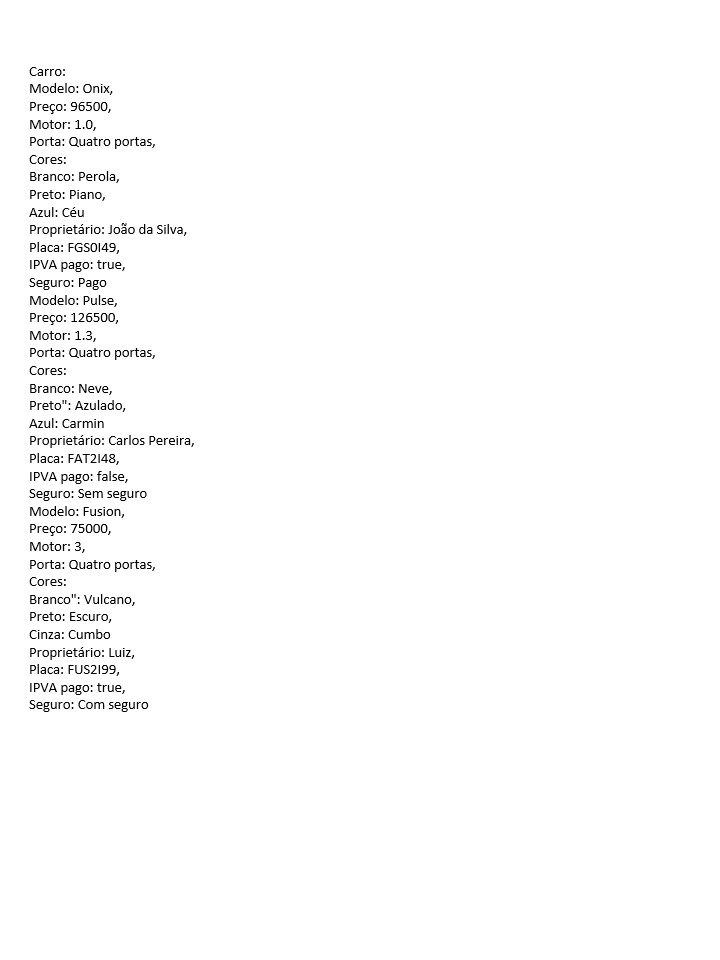 Carro:
Modelo: Onix,
Preço: 96500,
Motor: 1.0,
Porta: Quatro portas,
Cores:
Branco: Perola,
Preto: Piano,
Azul: Céu
Proprietário: João da Silva,
Placa: FGS0I49,
IPVA pago: true,
Seguro: Pago
Modelo: Pulse,
Preço: 126500,
Motor: 1.3,
Porta: Quatro portas,
Cores:
Branco: Neve,
Preto": Azulado,
Azul: Carmin
Proprietário: Carlos Pereira,
Placa: FAT2I48,
IPVA pago: false,
Seguro: Sem seguro
Modelo: Fusion,
Preço: 75000,
Motor: 3,
Porta: Quatro portas,
Cores:
Branco": Vulcano,
Preto: Escuro,
Cinza: Cumbo
Proprietário: Luiz,
Placa: FUS2I99,
IPVA pago: true,
Seguro: Com seguro